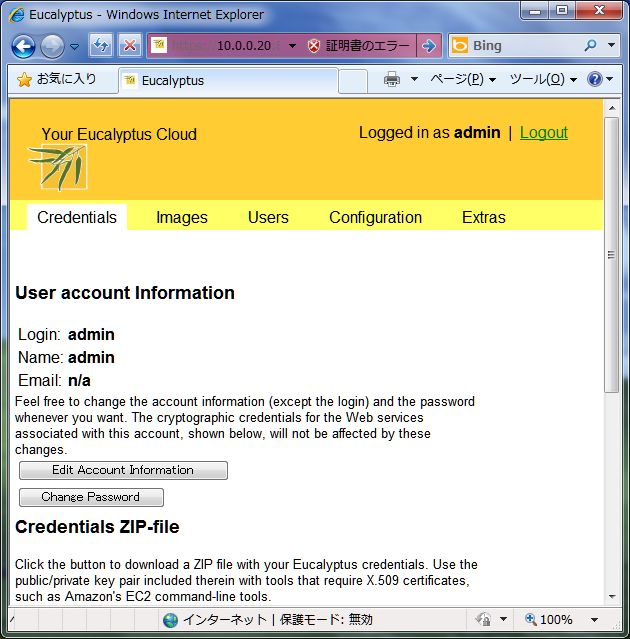 Eucalyptus - Windows Internet Explorer
10.0.0.20
証明書のエラー
Bing
お気に入り
Eucalyptus
ページ(P)
ツール(O)
Your Eucalyptus Cloud
Logged in as admin | Logout
Credentials Images Users Configuration Extras
User account Information
Login: admin
Name: admin
Email: n/a
Feel free to change the account information (except the login) and the password
whenever you want. The cryptographic credentials for the Web services
associated with this account, shown below, will not be affected by these
changes.
Edit Account Information
Change Password
Credentials ZIP-file
Click the button to download a ZIP file with your Eucalyptus credentials. Use the
public/private key pair included therein with tools that require X.509 certificates,
such as Amazon's EC2 command-line tools.
インターネット | 保護モード: 無効
100%